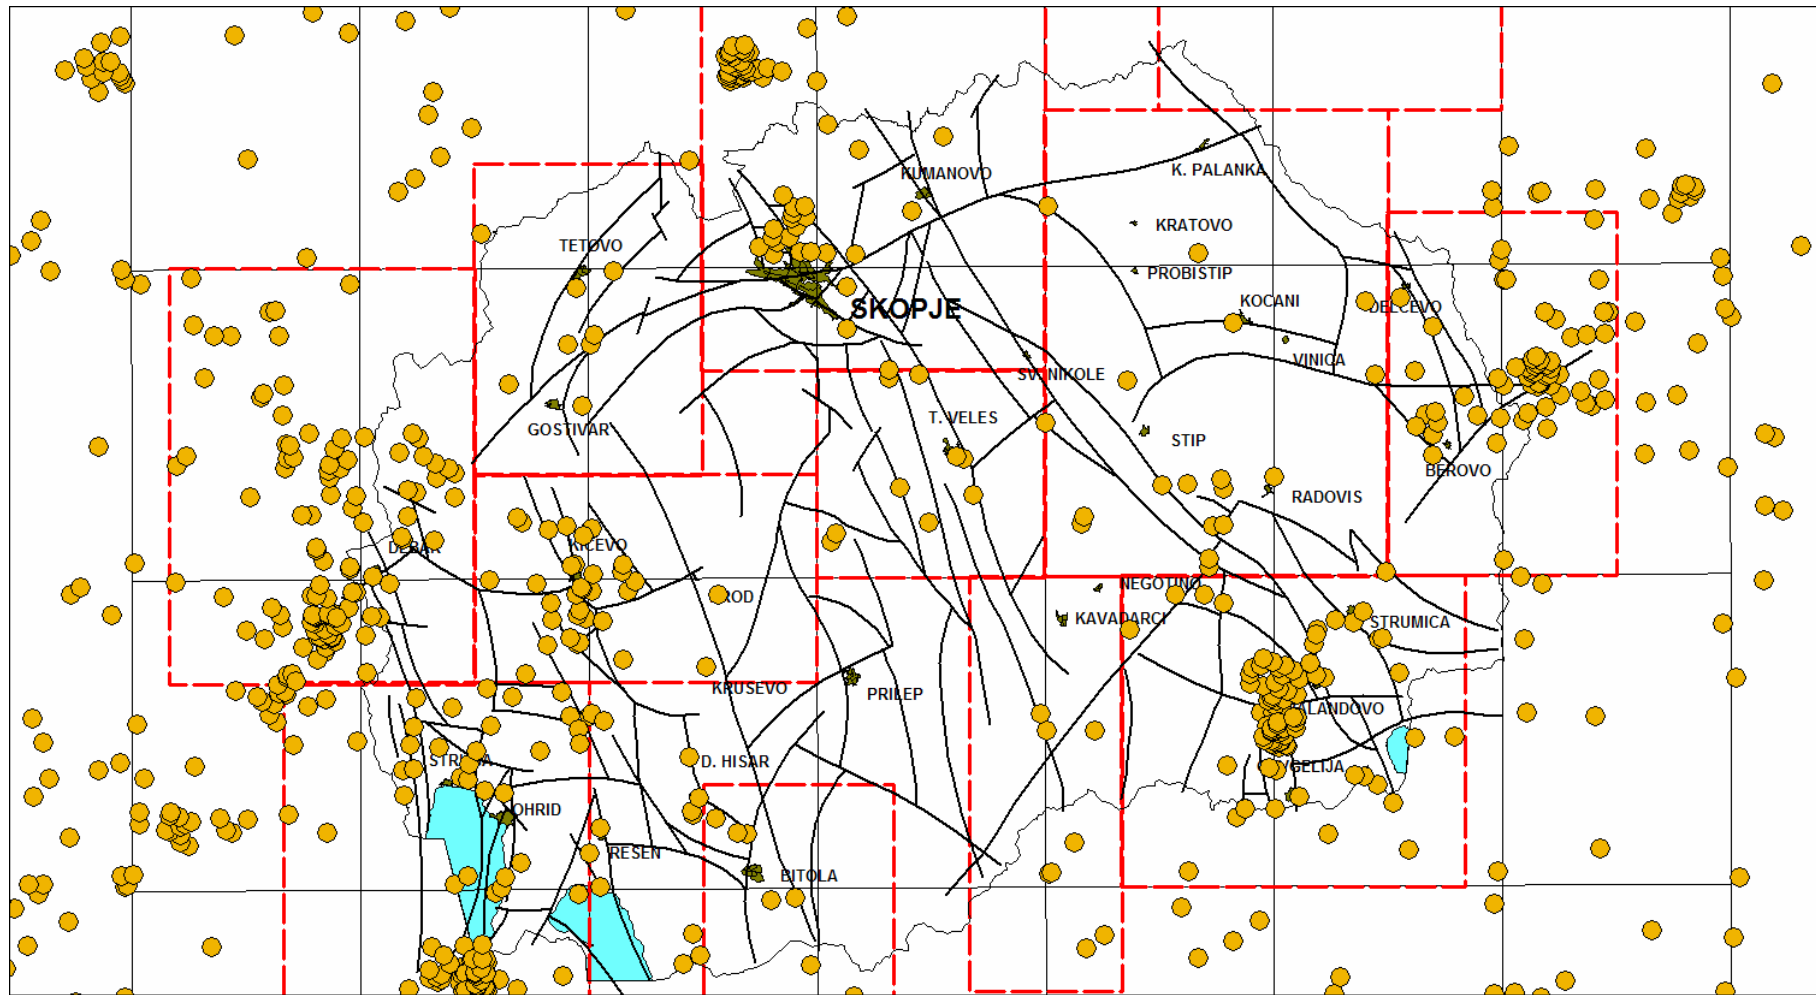 K. PALANKA
KUMANOVO
KRATOVO
TETOVO
PROBISTIP
KOCANI
SKOPJE
DELCEVO
VINICA
SV. NIKOLE
T. VELES
GOSTIVAR
STIP
BEROVO
RADOVIS
DEBAR
KICEVO
NEGOTINO
ROD
KAVADARCI
STRUMICA
KRUSEVO
PRILEP
ALANDOVO
D. HISAR
STRUGA
GEVGELIJA
OHRID
RESEN
BITOLA